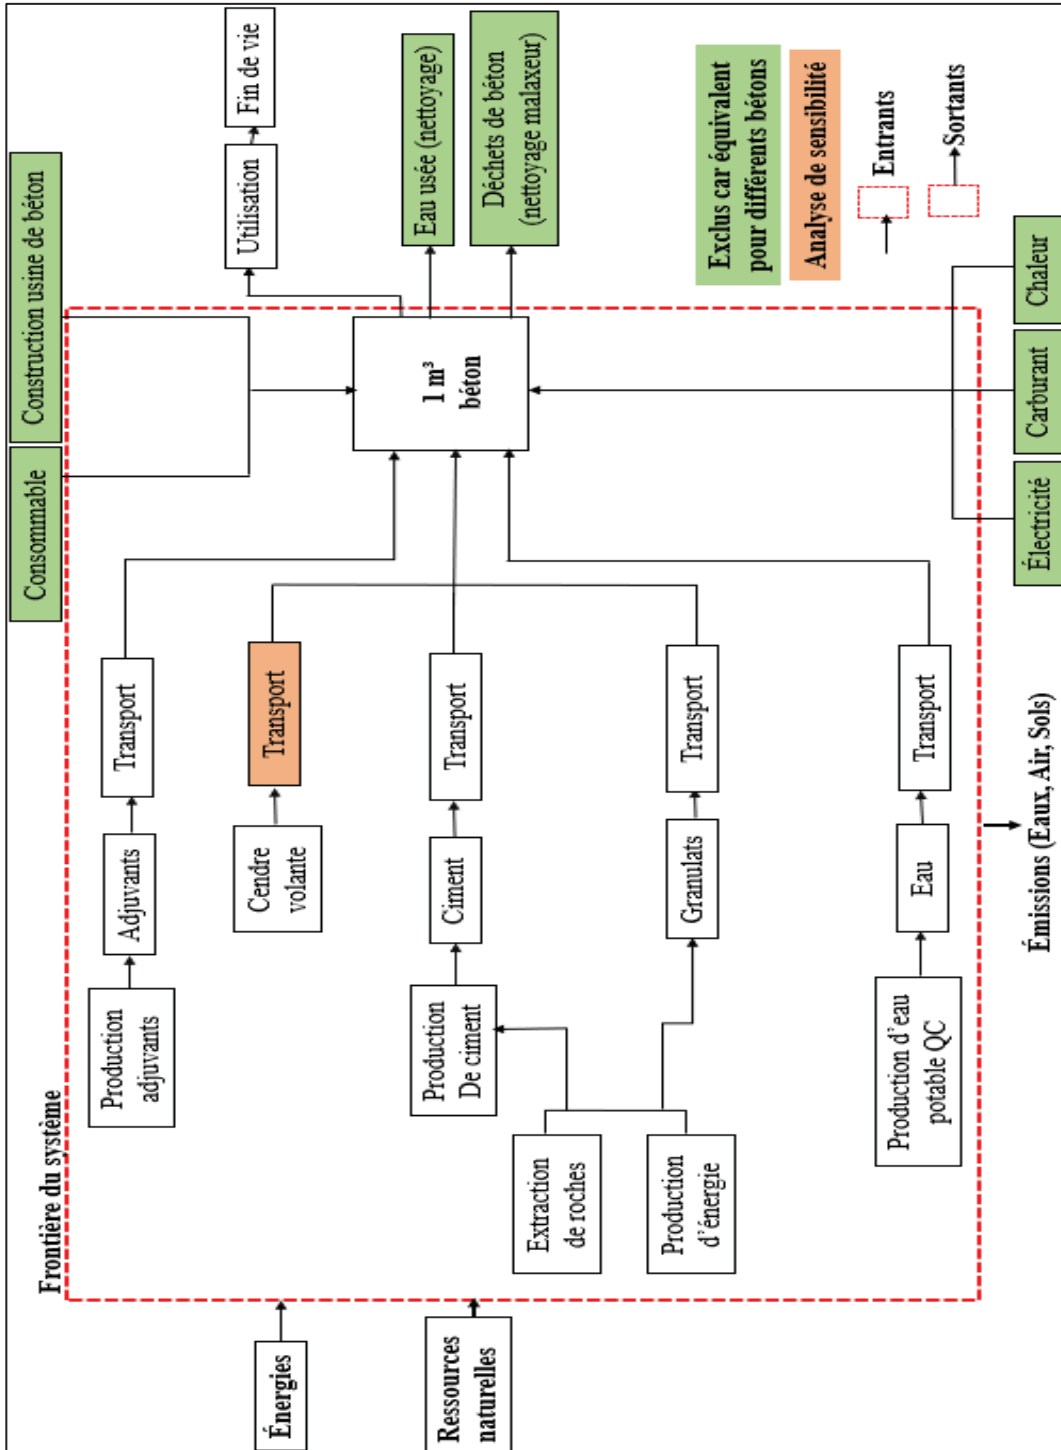 Consommable
Construction usine de béton
Frontière du système
Énergies
Ressources
naturelles
Production
adjuvants
Adjuvants
Transport
Cendre
volante
Transport
Extraction
de roches
Production
d'énergie
Production
De ciment
Ciment
Transport
Granulats
Transport
Production d'eau
potable QC
Eau
Transport
1 m³
béton
Utilisation
Fin de vie
Eau usée (nettoyage)
Déchets de béton
(nettoyage malaxeur)
Exclus car équivalent
pour différents bétons
Analyse de sensibilité
Entrants
Sortants
Électricité
Carburant
Chaleur
Émissions (Eaux, Air, Sols)